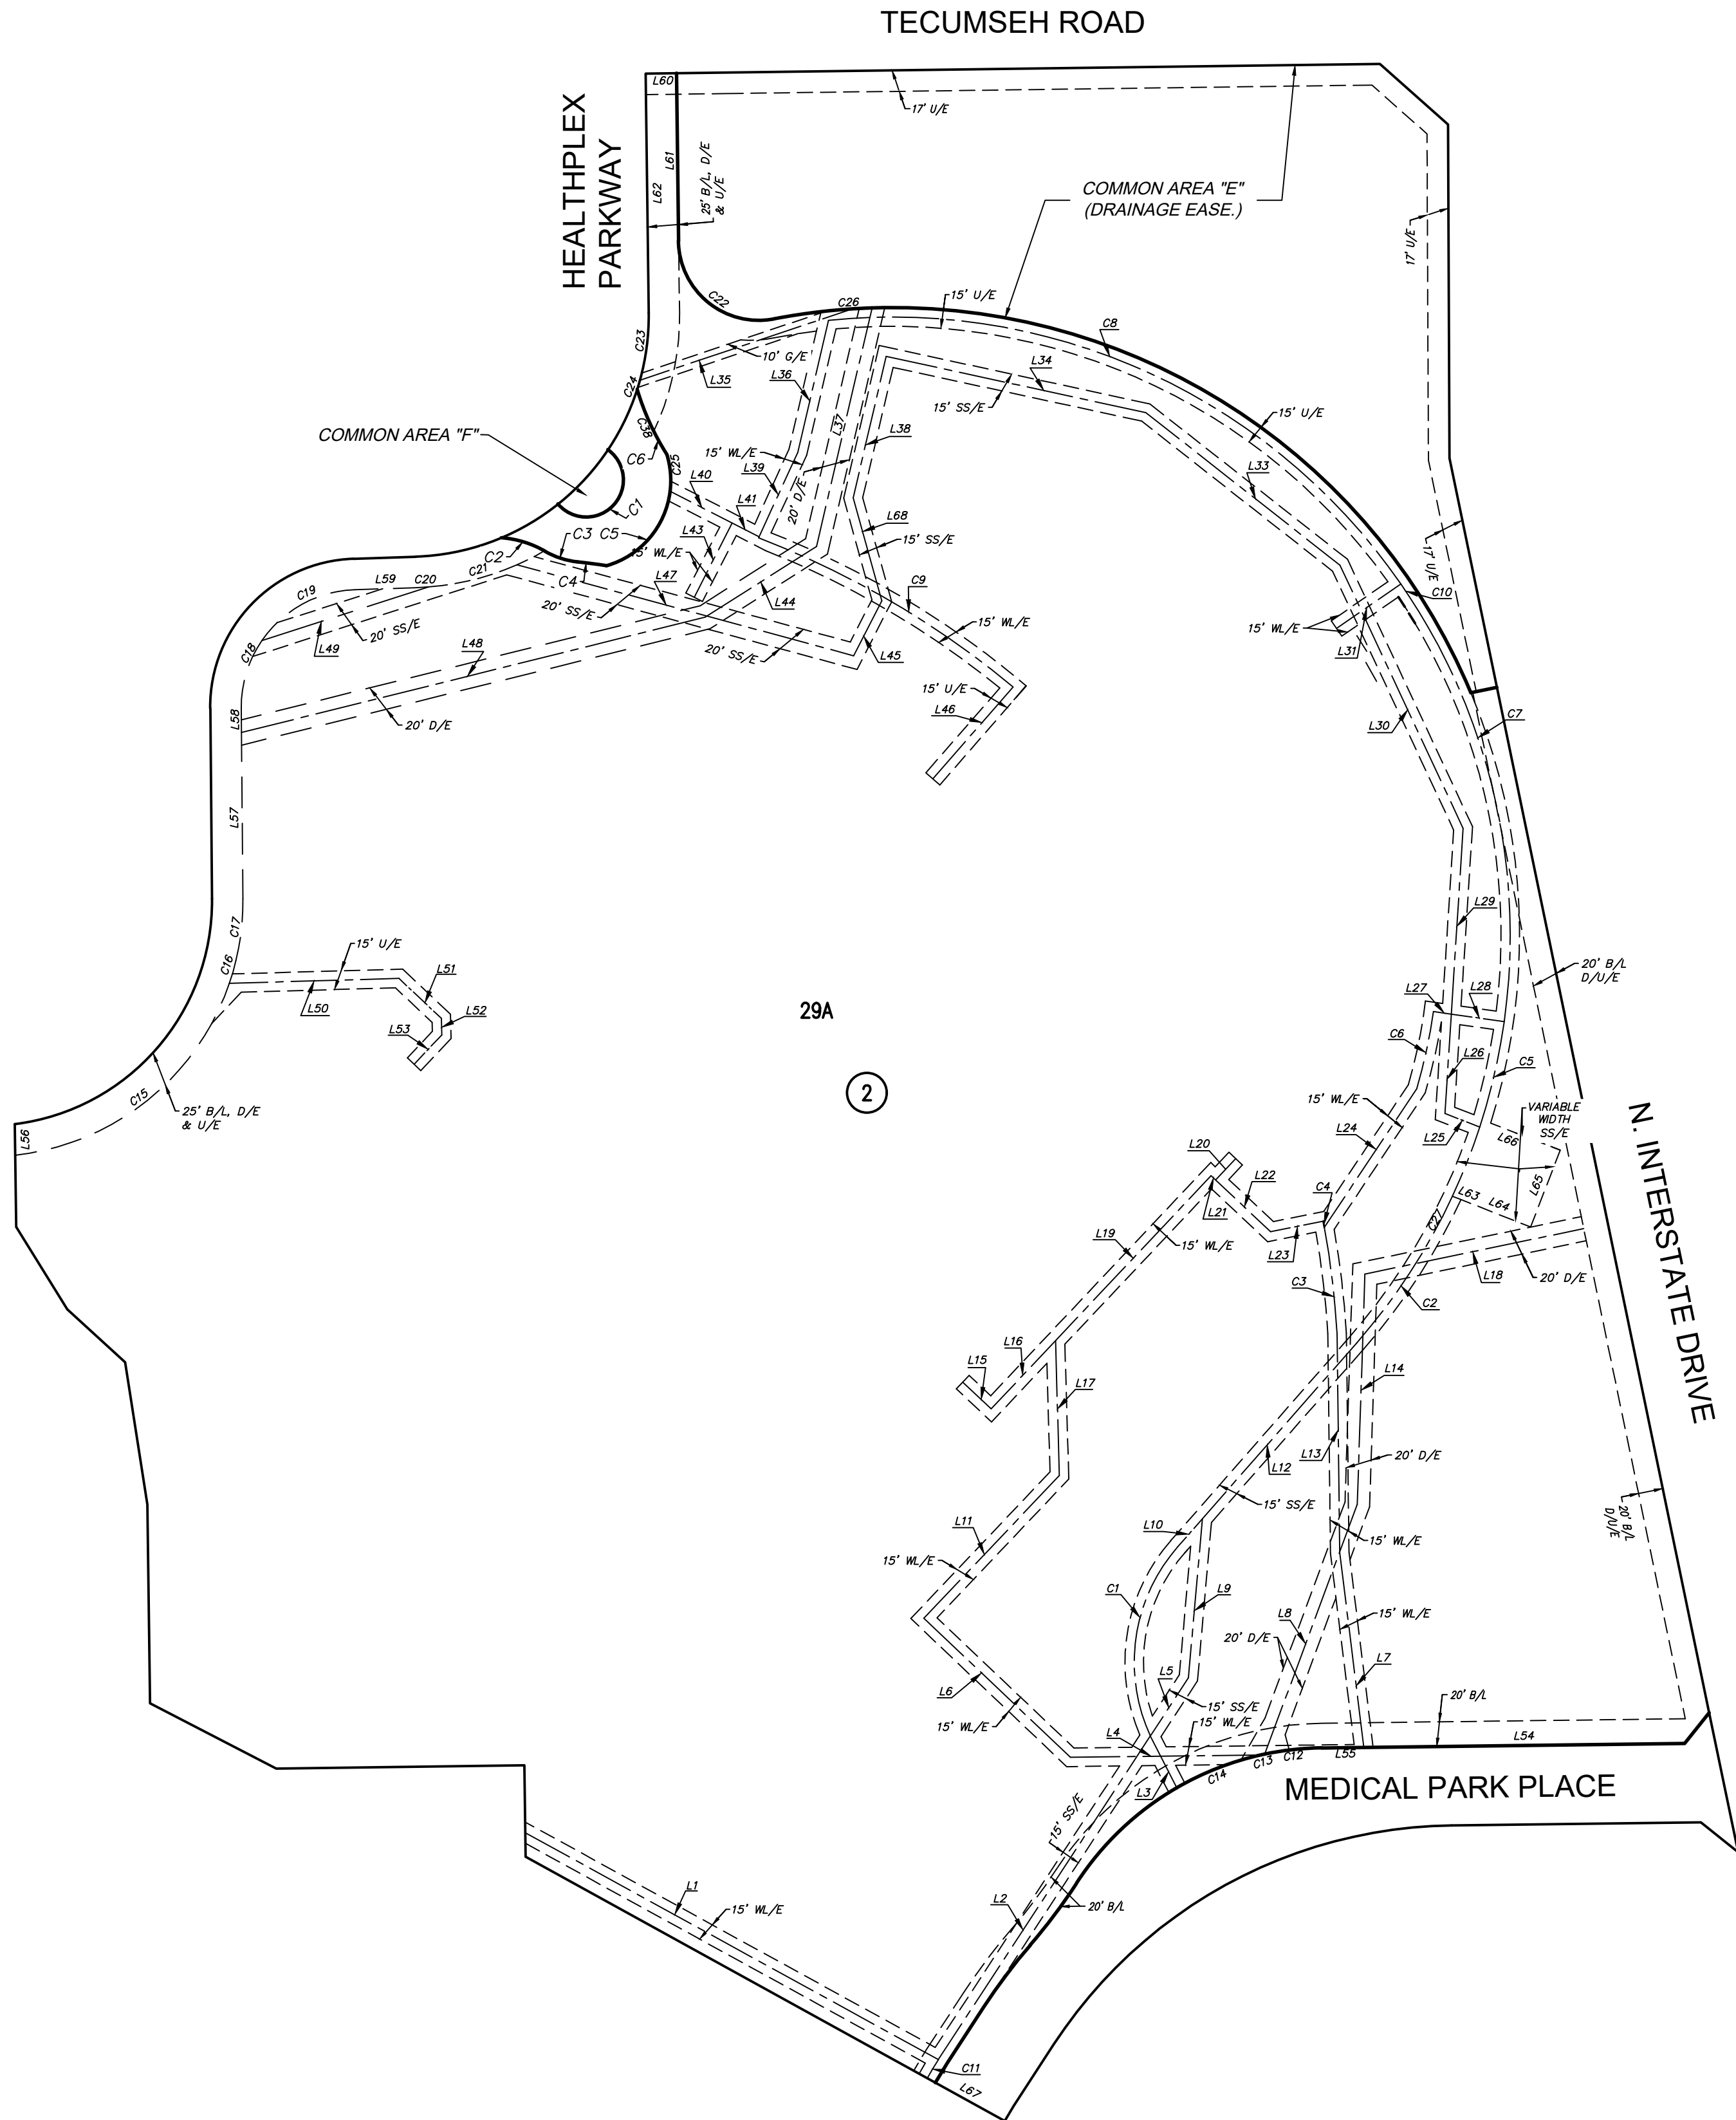 TECUMSEH ROAD
L60
17' U/E
HEALTHPLEX
PARKWAY
L61
L62
25' B/L, D/E
& U/E
COMMON AREA "E"
(DRAINAGE EASE.)
17' U/E
C22
C26
15' U/E
C8
C23
10' G/E
L35
L36
L34
15' SS/E
C24
C38
COMMON AREA "F"
C6
C25
15' WL/E
L37
L38
15' U/E
L40
L39
L41
20' D/E
L33
C1
L68
15' SS/E
17' U/E
C2
C3
C5
L43
15' WL/E
C4
L47
L44
C9
C10
C21
C20
L59
C19
20' SS/E
15' WL/E
15' WL/E
L31
20' SS/E
L49
C18
L48
20' SS/E
L45
15' U/E
L46
L58
20' D/E
C7
L30
L57
C17
C16
15' U/E
L51
L50
L52
L53
29A
L29
20' B/L
D/U/E
L27
L28
C6
L26
C5
2
C15
25' B/L, D/E
& U/E
L56
15' WL/E
VARIABLE
WIDTH
SS/E
L24
L25
L66
N. INTERSTATE DRIVE
L20
L22
C4
L65
L63
L64
L21
C27
L19
15' WL/E
L23
L18
20' D/E
C3
C2
L16
L15
L17
L14
L13
L12
20' D/E
15' SS/E
20' B/L
D/U/E
L10
L11
15' WL/E
15' WL/E
C1
L9
L8
15' WL/E
20' D/E
L5
L7
L6
15' SS/E
20' B/L
15' WL/E
15' WL/E
L4
L54
C13
C12
L55
C14
L3
MEDICAL PARK PLACE
15' SS/E
L1
L2
20' B/L
15' WL/E
C11
L67